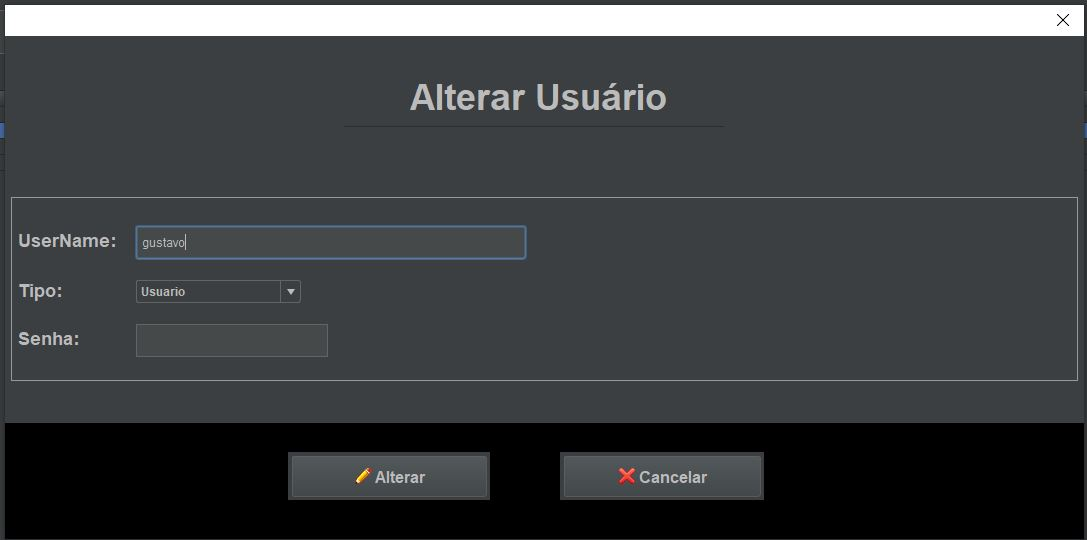 Alterar Usuário
UserName: gustavo
Tipo: Usuario
Senha:
Alterar Cancelar